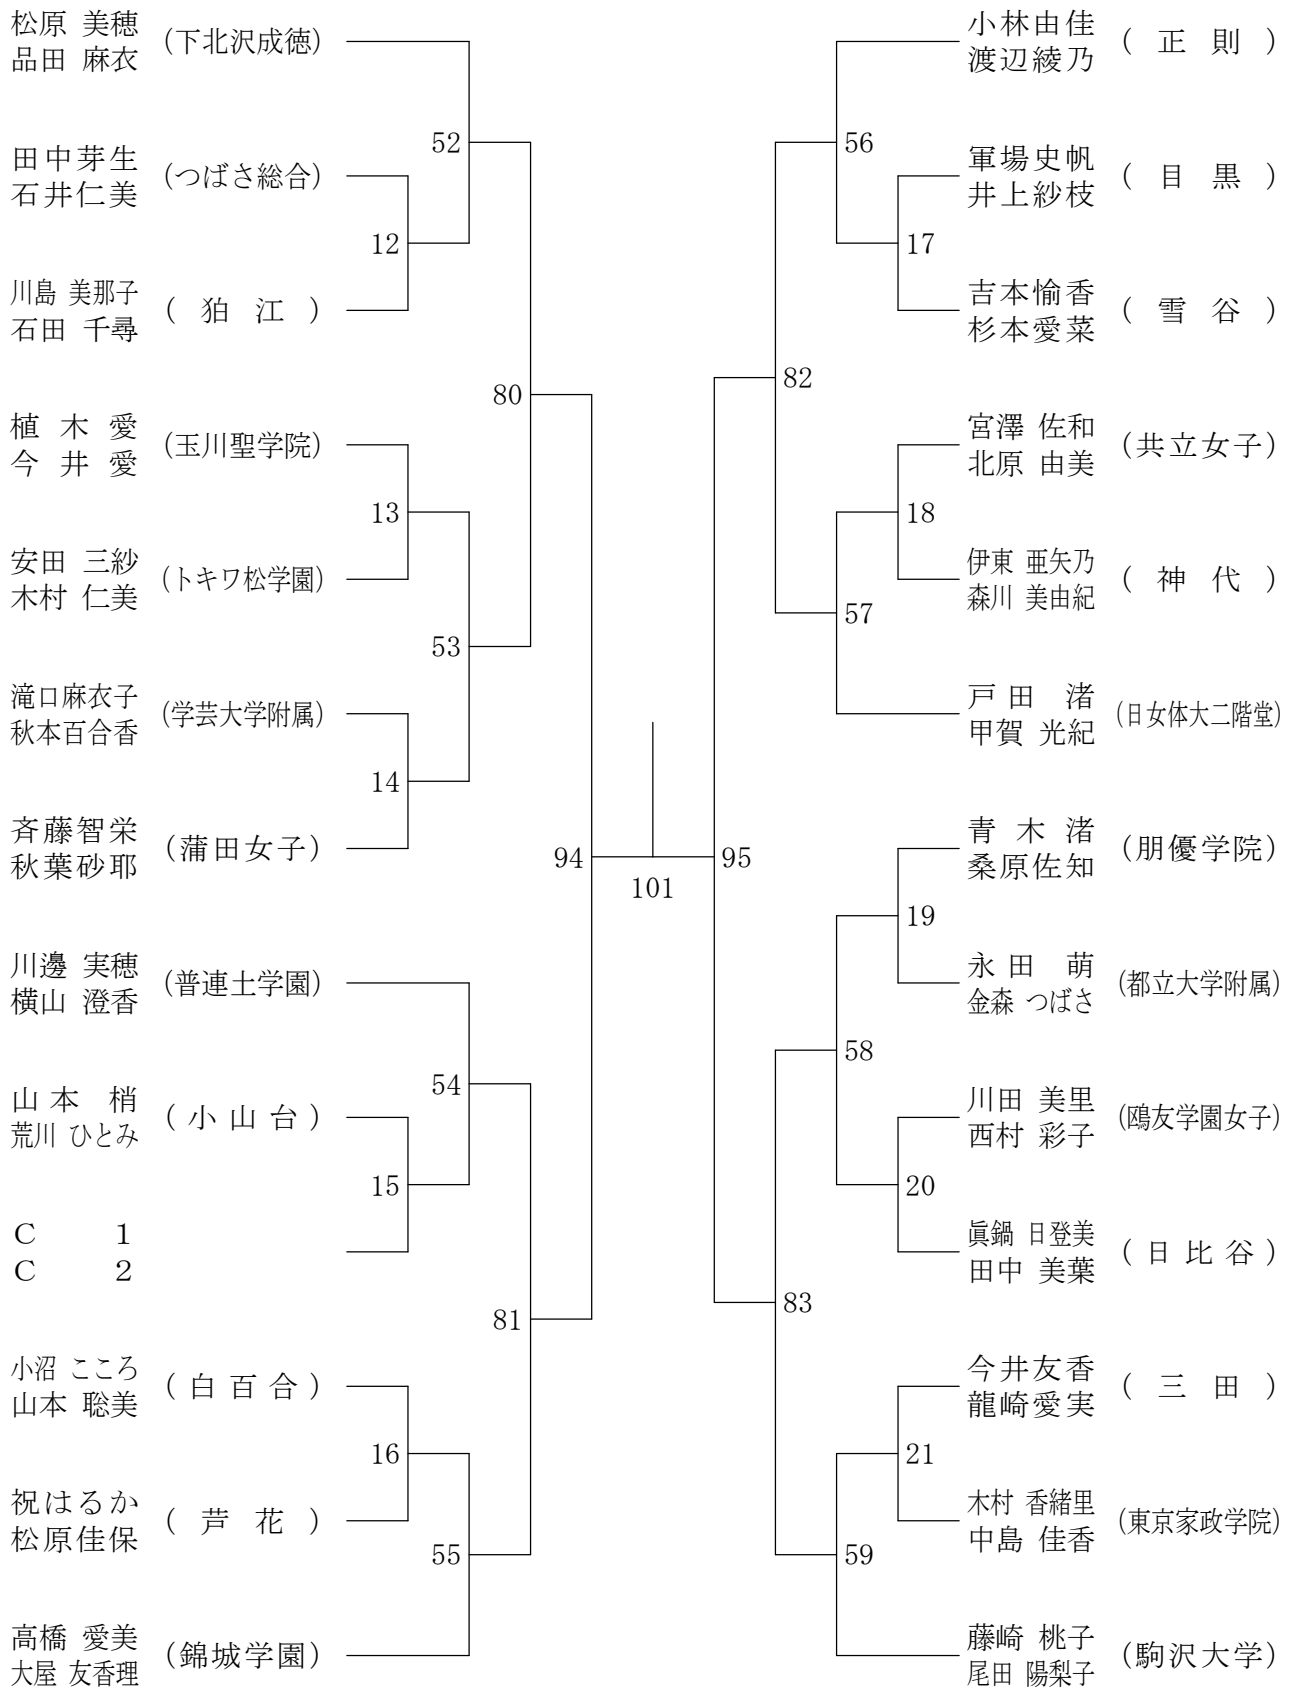 松原 美穂
品田 麻衣
(下北沢成徳)
田中芽生
石井仁美
(つばさ総合)
川島 美那子
石田 千尋
( 狛 江 )
植 木 愛
今 井 愛
(玉川聖学院)
安田 三紗
木村 仁美
(トキワ松学園)
滝口麻衣子
秋本百合香
(学芸大学附属)
斉藤智栄
秋葉砂耶
(蒲田女子)
川邊 実穂
横山 澄香
(普連土学園)
山 本 梢
荒川 ひとみ
(小山台)
C 1
C 2
小沼 こころ
山本 聡美
(白百合)
祝はるか
松原佳保
( 芦 花 )
高橋 愛美
大屋 友香理
(錦城学園)
52
12
80
13
53
14
94
54
15
81
16
55
101
小林由佳
渡辺綾乃
( 正 則 )
軍場史帆
井上紗枝
( 目 黒 )
吉本愉香
杉本愛菜
( 雪 谷 )
宮澤 佐和
北原 由美
(共立女子)
伊東 亜矢乃
森川 美由紀
( 神 代 )
戸 田 渚
甲賀 光紀
(日女体大二階堂)
青 木 渚
桑原佐知
(朋優学院)
永 田 萌
金森 つばさ
(都立大学附属)
川田 美里
西村 彩子
(鴎友学園女子)
眞鍋 日登美
田中 美葉
(日比谷)
今井友香
龍崎愛実
( 三 田 )
木村 香緒里
中島 佳香
(東京家政学院)
藤崎 桃子
尾田 陽梨子
(駒沢大学)
56
17
82
18
57
95
19
58
20
83
21
59